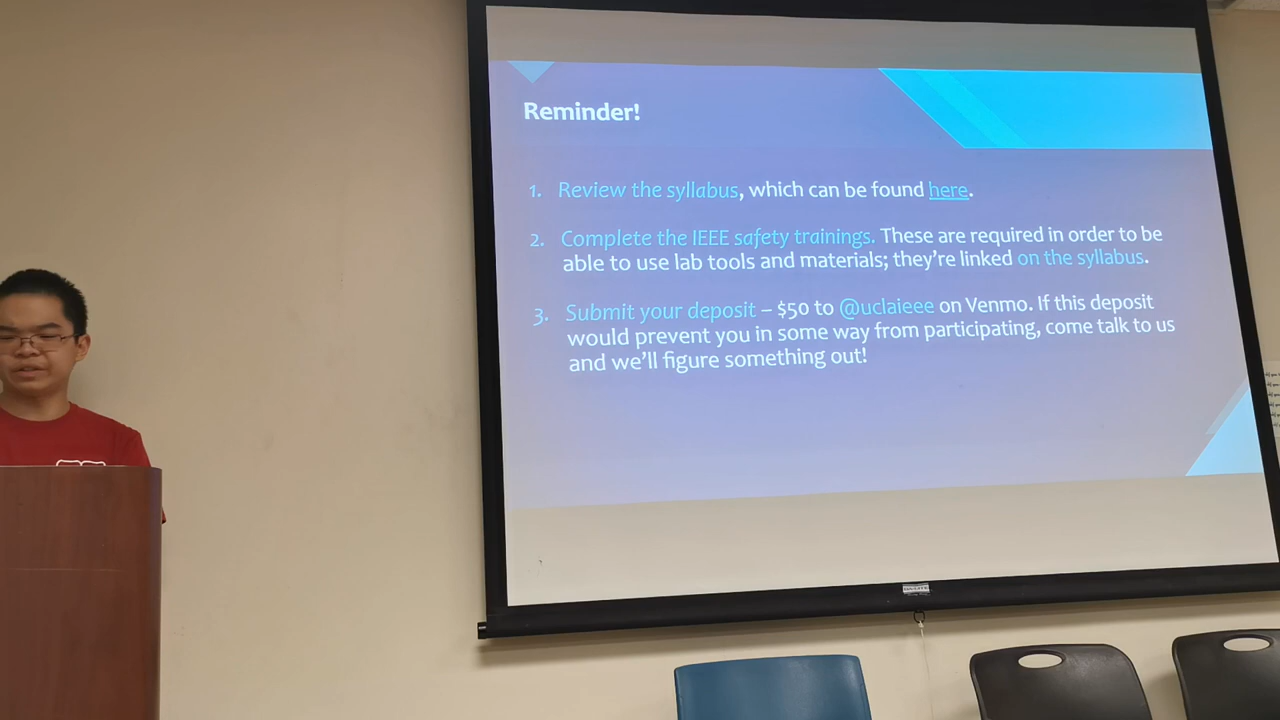 Reminder!
1. Review the syllabus, which can be found here.
2. Complete the IEEE safety trainings. These are required in order to be
able to use lab tools and materials; they're linked on the syllabus.
3. Submit your deposit – $50 to @uclaieee on Venmo. If this deposit
would prevent you in some way from participating, come talk to us
and we'll figure something out!